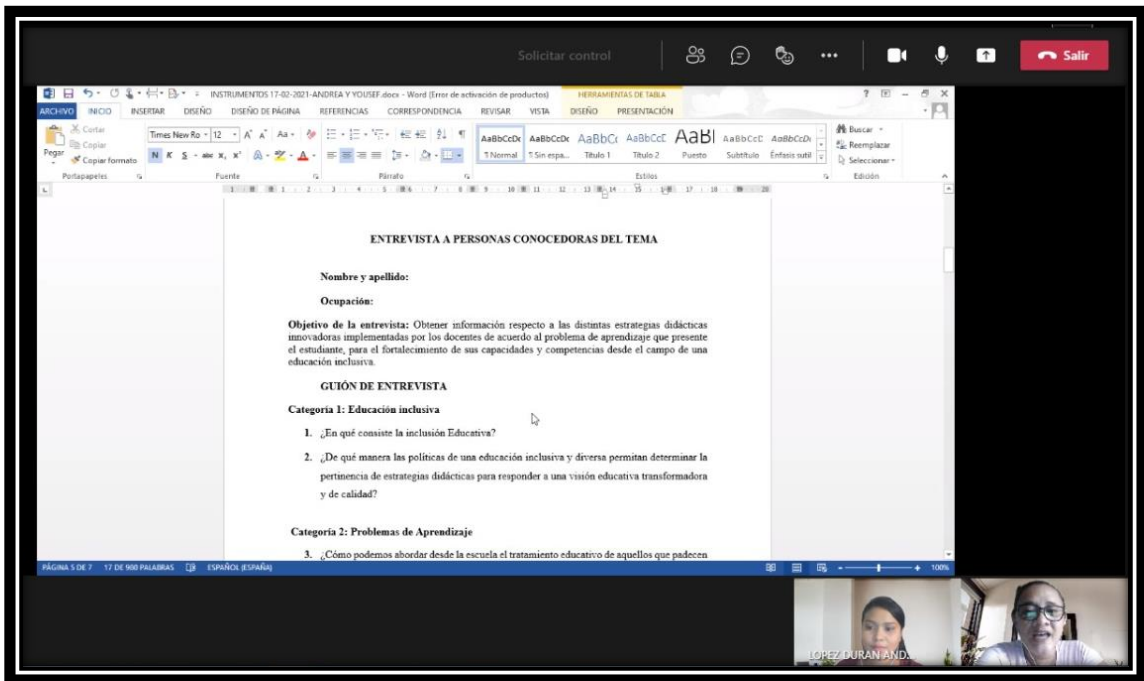 Solicitar control
Salir
INSTRUMENTOS 17-02-2021-ANDREA Y YOUSEF.docx - Word (Error de activación de productos)
HERRAMIENTAS DE TABLA
ARCHIVO INICIO INSERTAR DISEÑO DISEÑO DE PÁGINA REFERENCIAS CORRESPONDENCIA REVISAR VISTA DISEÑO PRESENTACIÓN
Cortar
Copiar
Copiar formato
Pegar
Times New Ro 12
N K S abc
AaBbCcDc AaBbCcDc AaBbCc AaBbCcC AaBl AaBbCcC AaBbCcDt
Normal Sin espa... Título 1 Título 2 Puesto Subtítulo Énfasis sutil
Buscar
Reemplazar
Seleccionar
Portapapeles Fuente Párrafo Estilos Edición
ENTREVISTA A PERSONAS CONOCEDORAS DEL TEMA
Nombre y apellido:
Ocupación:
Objetivo de la entrevista: Obtener información respecto a las distintas estrategias didácticas
innovadoras implementadas por los docentes de acuerdo al problema de aprendizaje que presente
el estudiante, para el fortalecimiento de sus capacidades y competencias desde el campo de una
educación inclusiva.
GUIÓN DE ENTREVISTA
Categoría 1: Educación inclusiva
1. ¿En qué consiste la inclusión Educativa?
2. ¿De qué manera las políticas de una educación inclusiva y diversa permitan determinar la
pertinencia de estrategias didácticas para responder a una visión educativa transformadora
y de calidad?
Categoría 2: Problemas de Aprendizaje
3. ¿Cómo podemos abordar desde la escuela el tratamiento educativo de aquellos que padecen
PÁGINA 5 DE 7 17 DE 900 PALABRAS ESPAÑOL (ESPAÑA) 100%
LOPEZ DURAN AND...